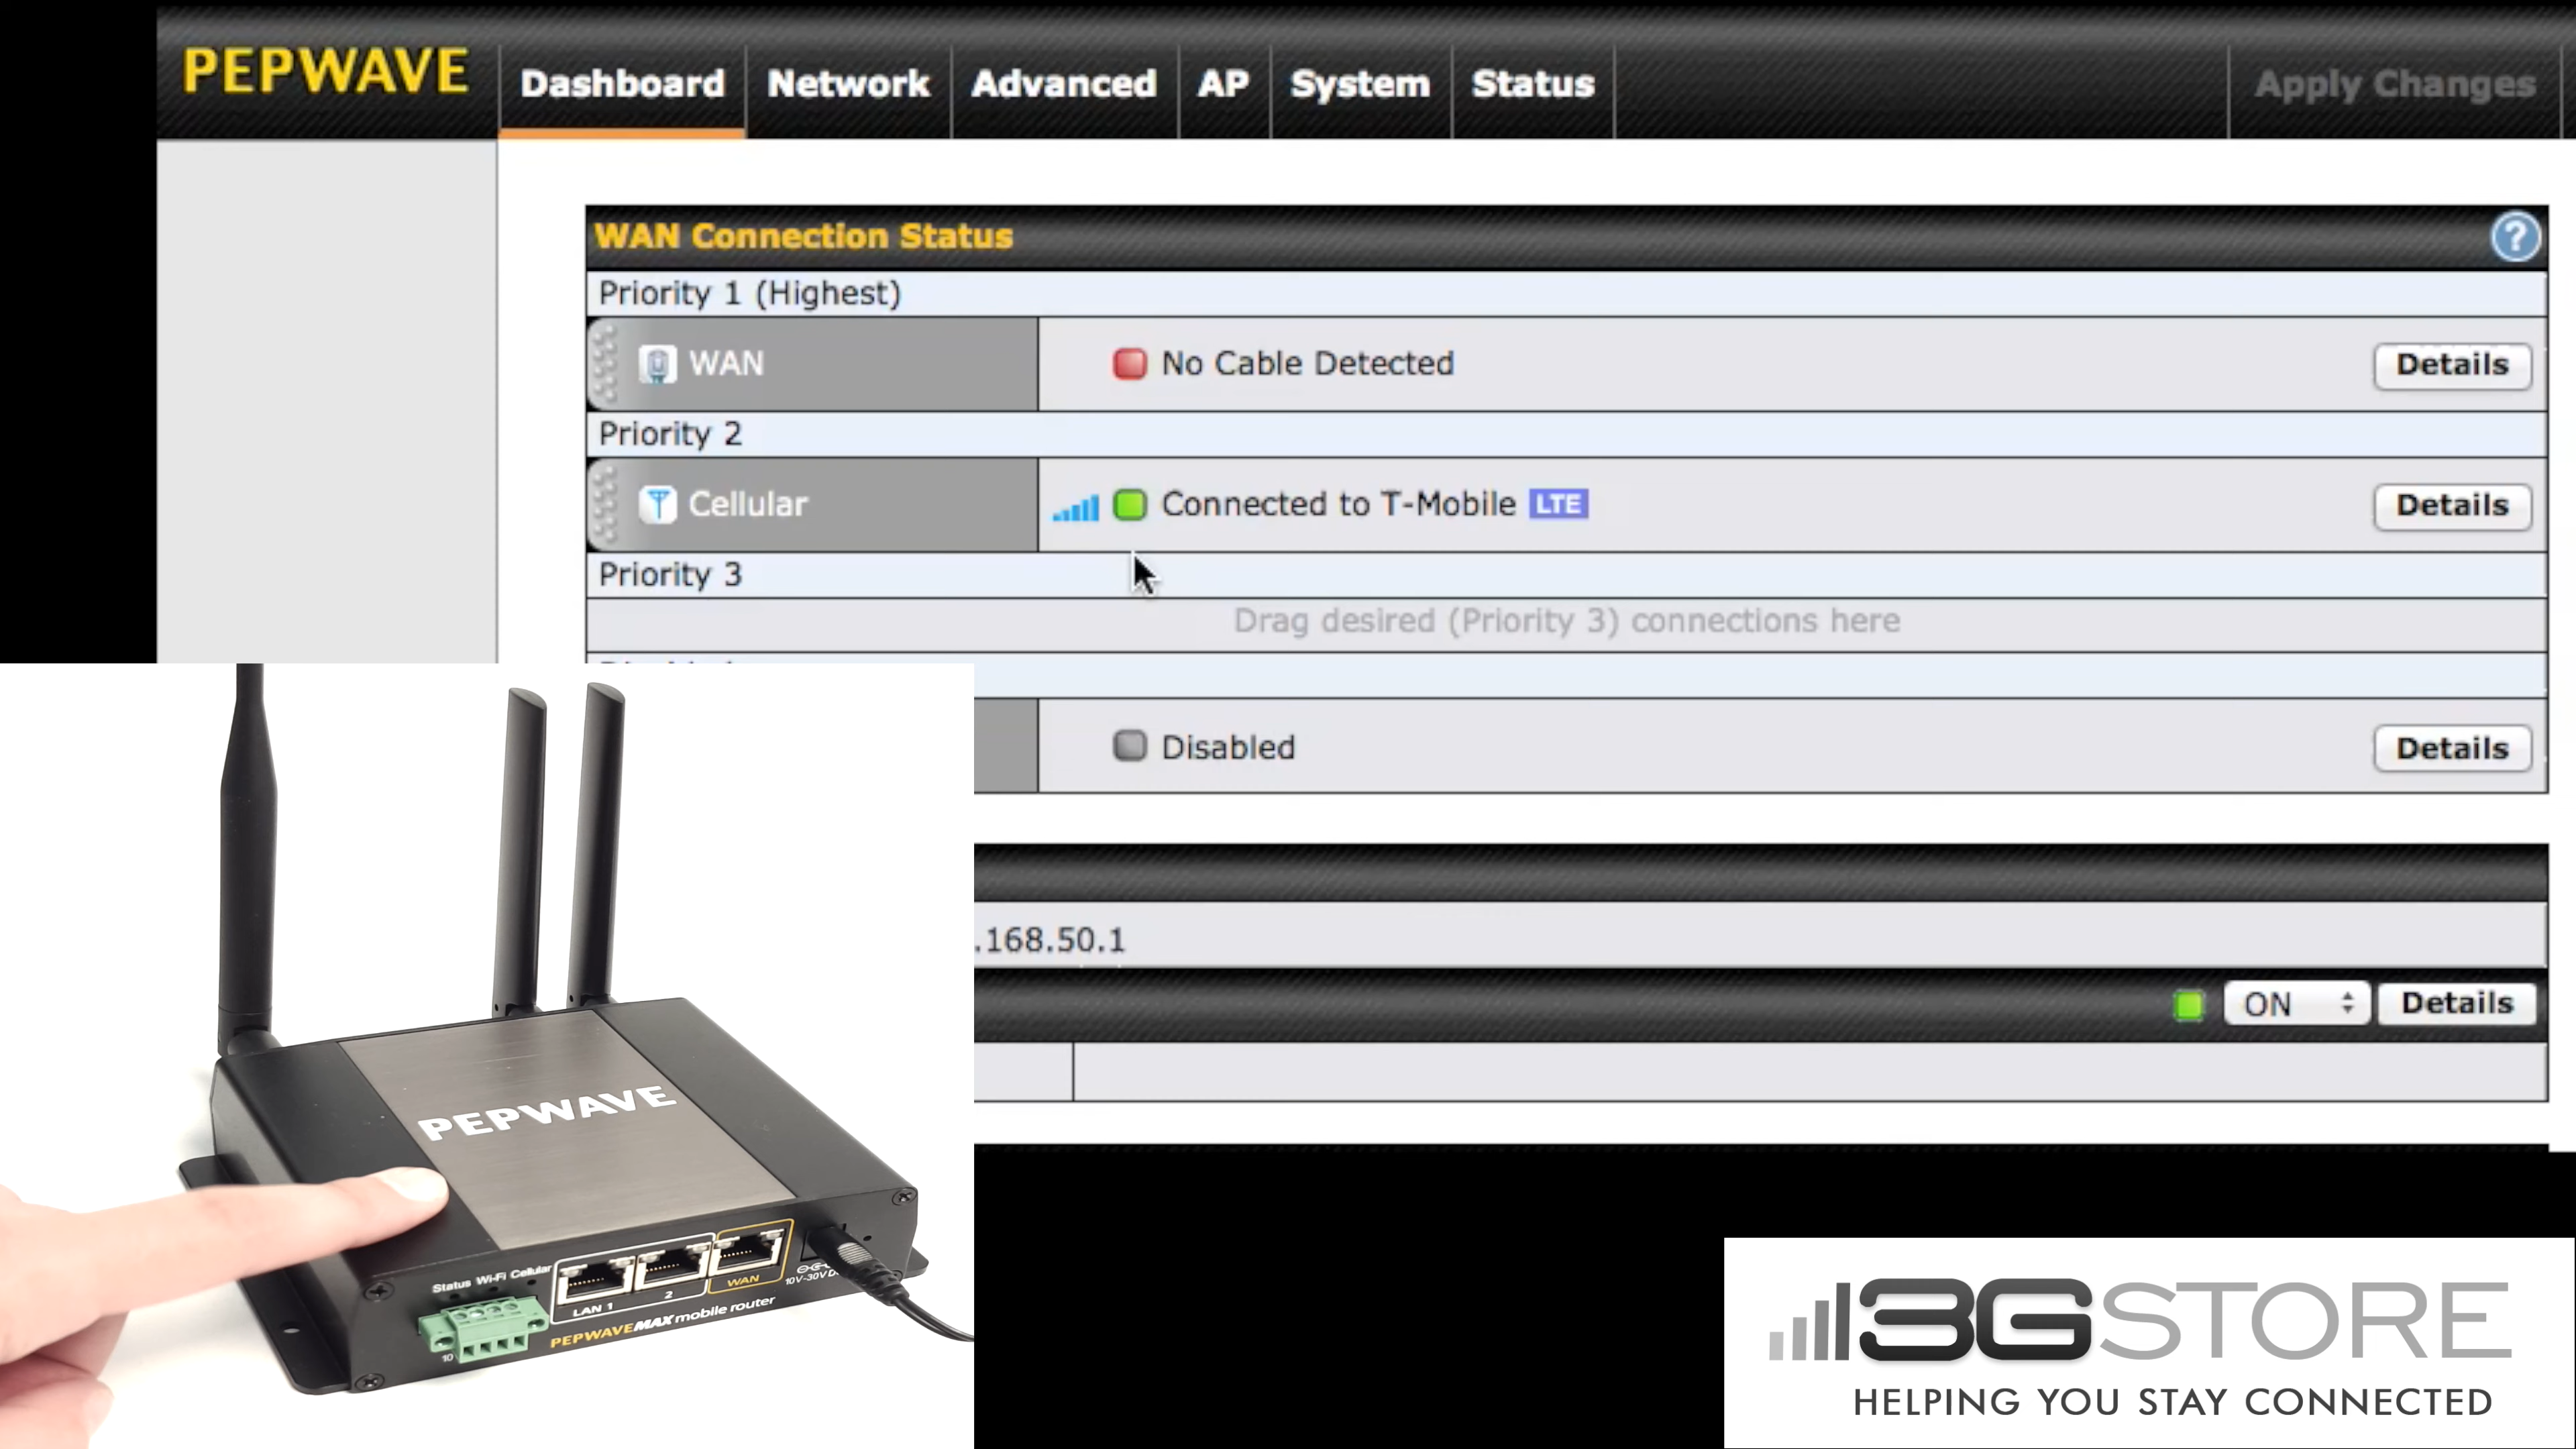 PEPWAVE
Dashboard Network Advanced AP System Status Apply Changes
WAN Connection Status ?
Priority 1 (Highest)
WAN No Cable Detected Details
Priority 2
Cellular Connected to T-Mobile LTE Details
Priority 3
Drag desired (Priority 3) connections here
Disabled Details
.168.50.1
ON Details
PEPWAVE
Status Wi-Fi Cellular
LAN 1 2 WAN
PEPWAVE MAX mobile router
3GSTORE
HELPING YOU STAY CONNECTED